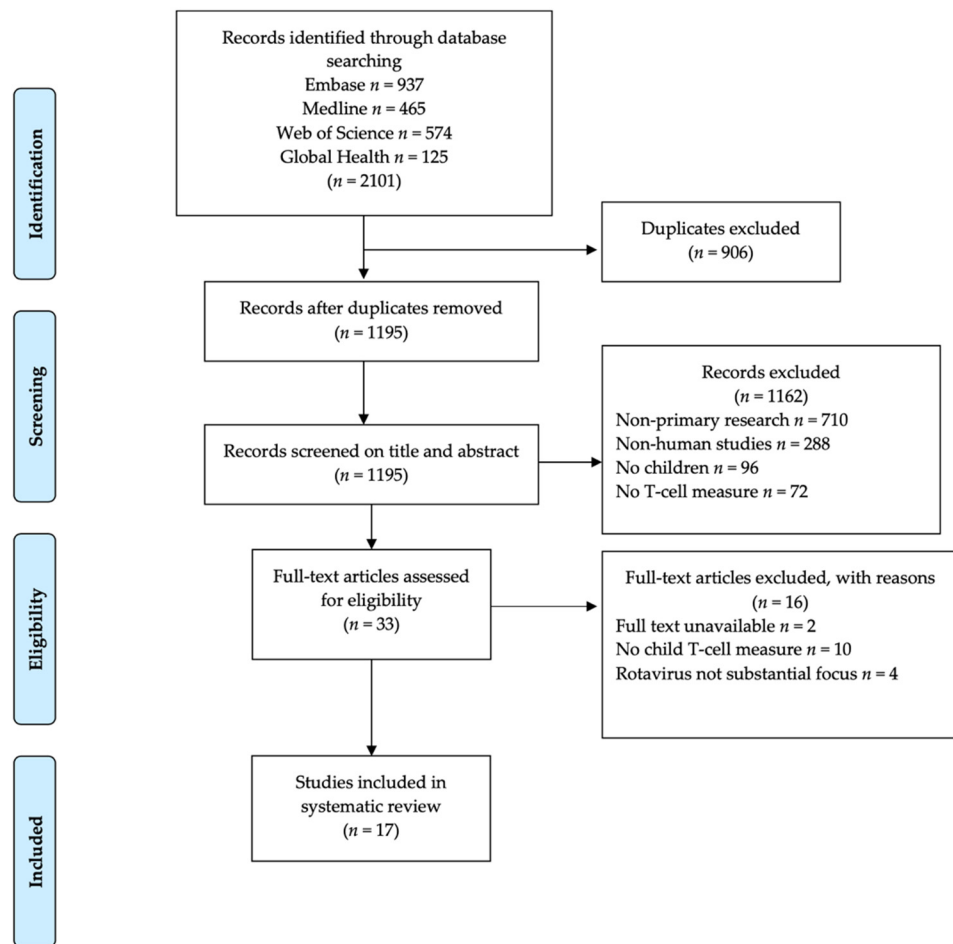 Records identified through database
searching
Embase n = 937
Medline n = 465
Web of Science n = 574
Global Health n = 125
(n = 2101)
Identification
Duplicates excluded
(n = 906)
Records after duplicates removed
(n = 1195)
Screening
Records excluded
(n = 1162)
Non-primary research n = 710
Non-human studies n = 288
No children n = 96
No T-cell measure n = 72
Records screened on title and abstract
(n = 1195)
Eligibility
Full-text articles assessed
for eligibility
(n = 33)
Full-text articles excluded, with reasons
(n = 16)
Full text unavailable n = 2
No child T-cell measure n = 10
Rotavirus not substantial focus n = 4
Included
Studies included in
systematic review
(n = 17)